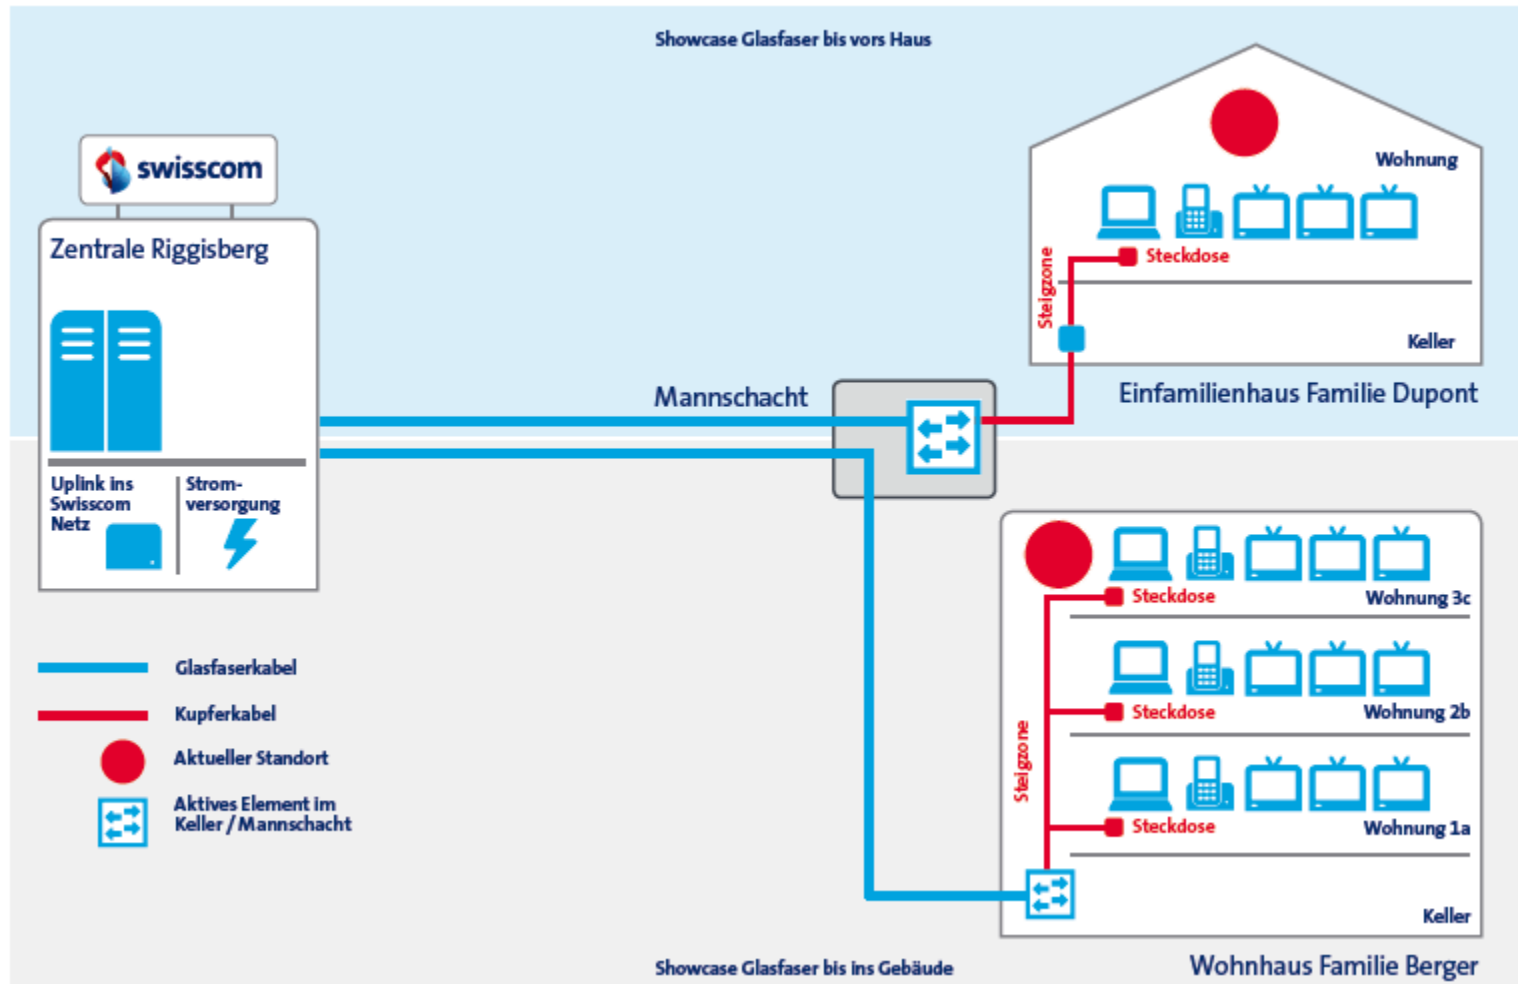 Showcase Glasfaser bis vors Haus
swisscom
Zentrale Riggisberg
Uplink ins
Swisscom
Netz
Strom-
versorgung
Mannschacht
Wohnung
Steckdose
Steigzone
Keller
Einfamilienhaus Familie Dupont
Glasfaserkabel
Kupferkabel
Aktueller Standort
Aktives Element im
Keller / Mannschacht
Steckdose
Wohnung 3c
Steckdose
Wohnung 2b
Steigzone
Steckdose
Wohnung 1a
Keller
Wohnhaus Familie Berger
Showcase Glasfaser bis ins Gebäude